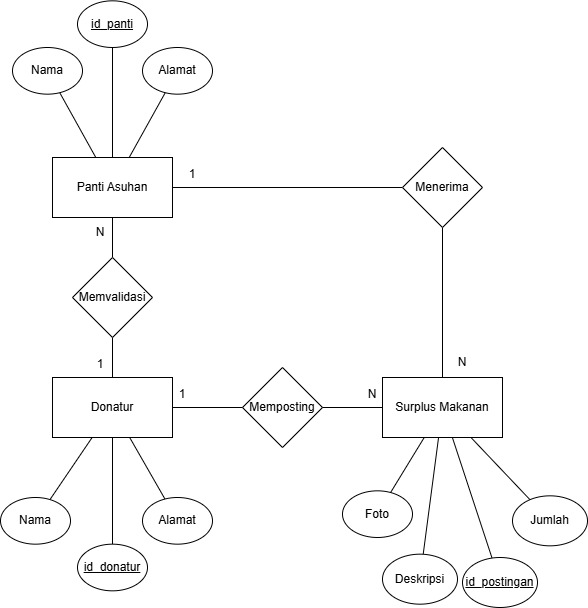 id_panti
Nama
Alamat
Panti Asuhan
1
Menerima
N
Memvalidasi
1
N
Donatur
1
Memposting
N
Surplus Makanan
Nama
Alamat
id_donatur
Foto
Jumlah
Deskripsi
id_postingan